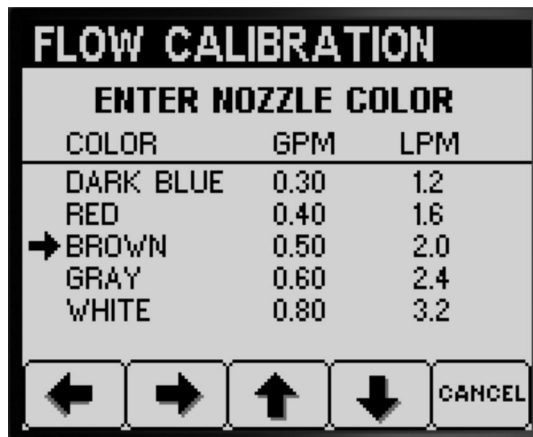 FLOW CALIBRATION
ENTER NOZZLE COLOR
COLOR GPM LPM
DARK BLUE 0.30 1.2
RED 0.40 1.6
BROWN 0.50 2.0
GRAY 0.60 2.4
WHITE 0.80 3.2
CANCEL